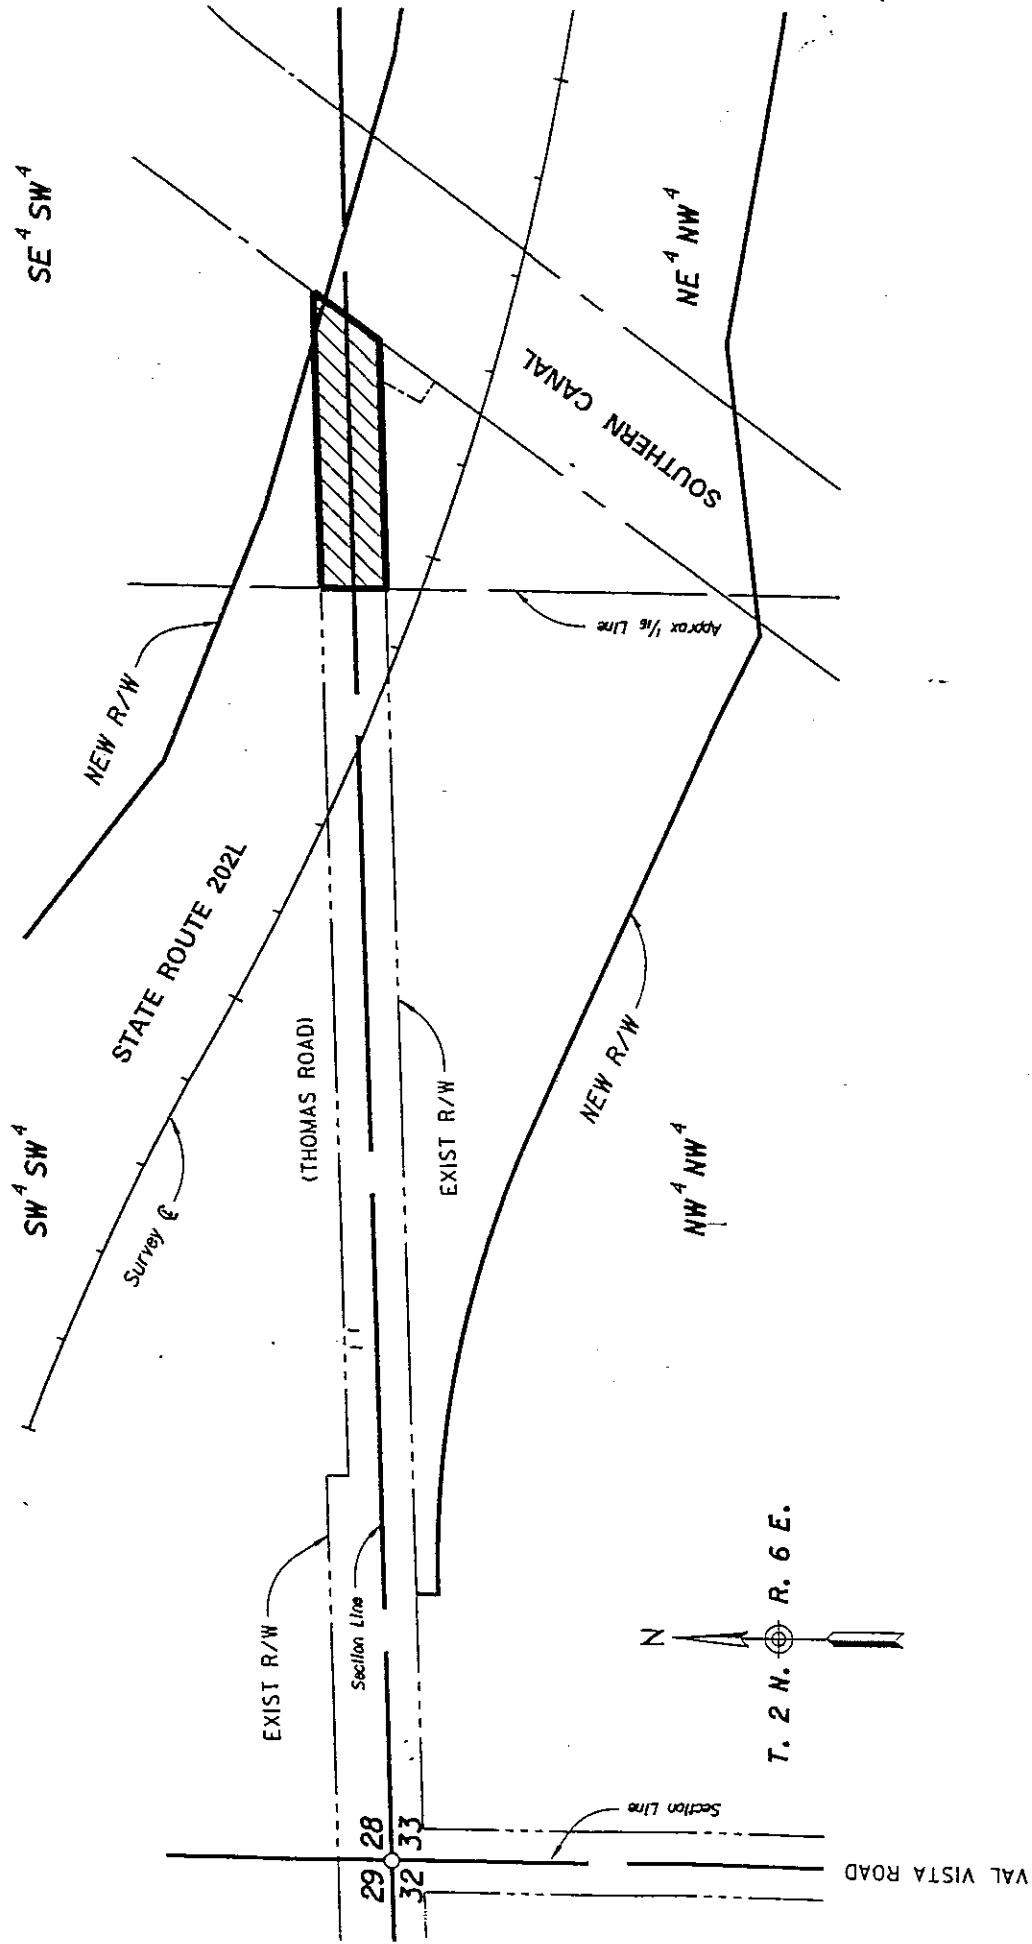 SW⁴ SW⁴
SE⁴ SW⁴
NEW R/W
STATE ROUTE 202L
Survey ℄
(THOMAS ROAD)
EXIST R/W
Section Line
EXIST R/W
29 28
32 33
Approx 1/16 Line
SOUTHERN CANAL
NEW R/W
NW⁴ NW⁴
NE⁴ NW⁴
N
T. 2 N. R. 6 E.
Section Line
VAL VISTA ROAD